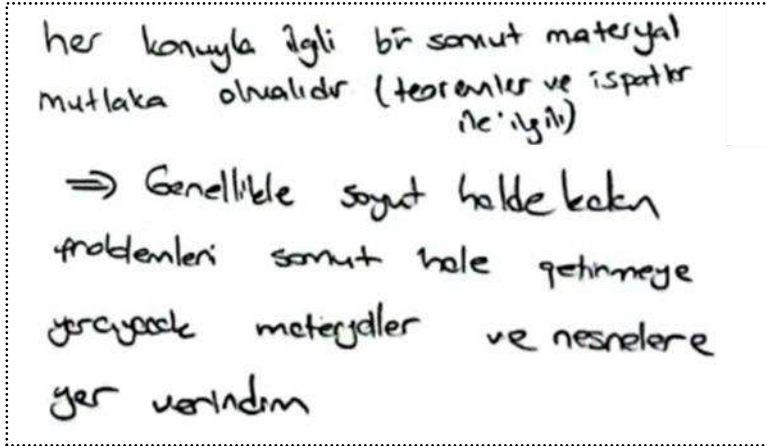 her konuyla ilgili bir somut materyal
mutlaka olmalıdır (teoremler ve ispatlar
ile ilgili)
⇒ Genellikle soyut halde kalan
problemleri somut hale getirmeye
yarayacak materyaller ve nesnelere
yer verirdim